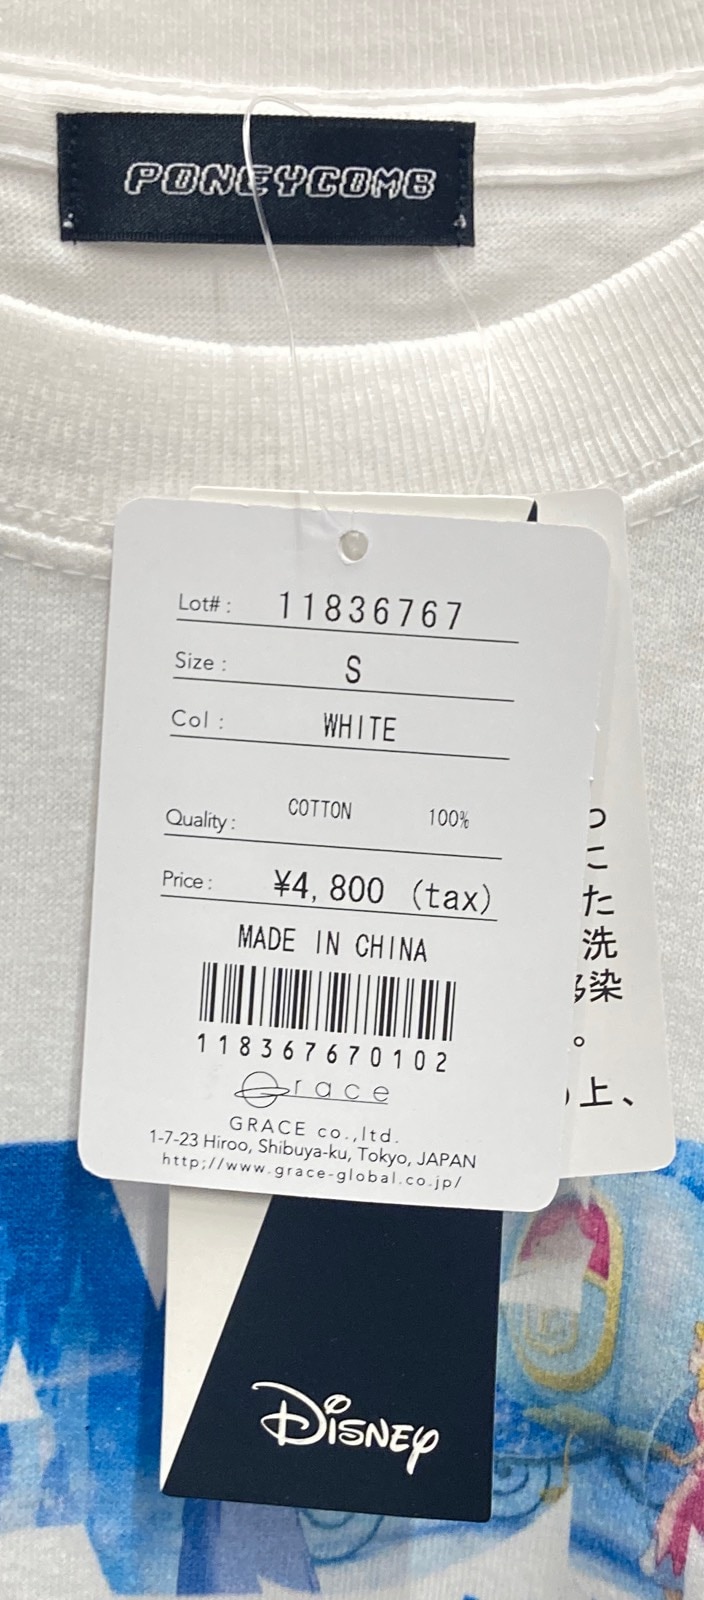 PONEYCOMB
Lot# : 11836767
Size : S
Col : WHITE
Quality : COTTON 100%
Price : ¥4,800 (tax)
MADE IN CHINA
118367670102
Grace
GRACE co.,ltd.
1-7-23 Hiroo, Shibuya-ku, Tokyo, JAPAN
http;//www.grace-global.co.jp/
こ
た
洗
染
。
上、
Disney